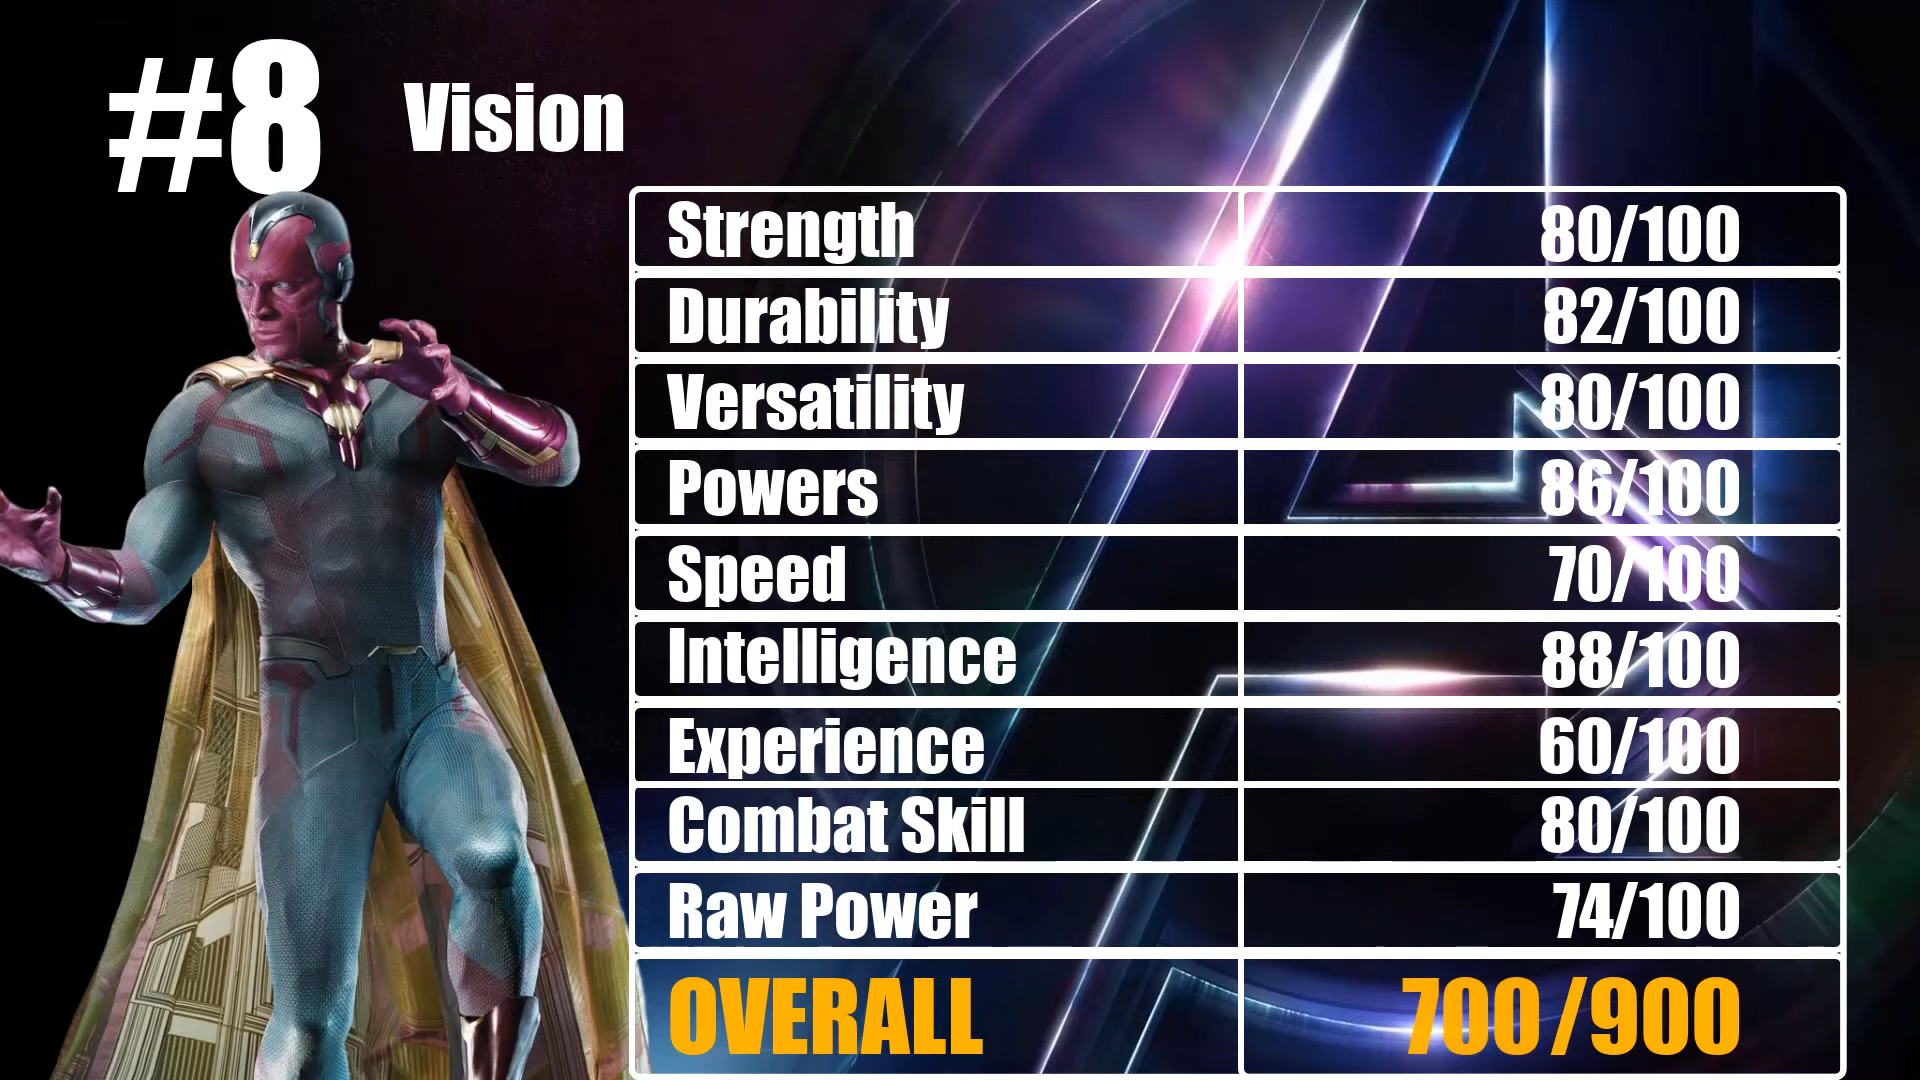 #8 Vision
Strength 80/100
Durability 82/100
Versatility 80/100
Powers 86/100
Speed 70/100
Intelligence 88/100
Experience 60/100
Combat Skill 80/100
Raw Power 74/100
OVERALL 700/900